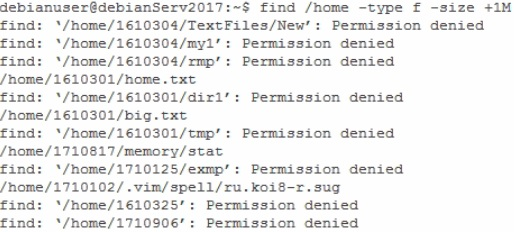 debianuser@debianServ2017:~$ find /home -type f -size +1M
find: ‘/home/1610304/TextFiles/New’: Permission denied
find: ‘/home/1610304/my1’: Permission denied
find: ‘/home/1610304/rmp’: Permission denied
/home/1610301/home.txt
find: ‘/home/1610301/dir1’: Permission denied
/home/1610301/big.txt
find: ‘/home/1610301/tmp’: Permission denied
/home/1710817/memory/stat
find: ‘/home/1710125/exmp’: Permission denied
/home/1710102/.vim/spell/ru.koi8-r.sug
find: ‘/home/1610325’: Permission denied
find: ‘/home/1710906’: Permission denied